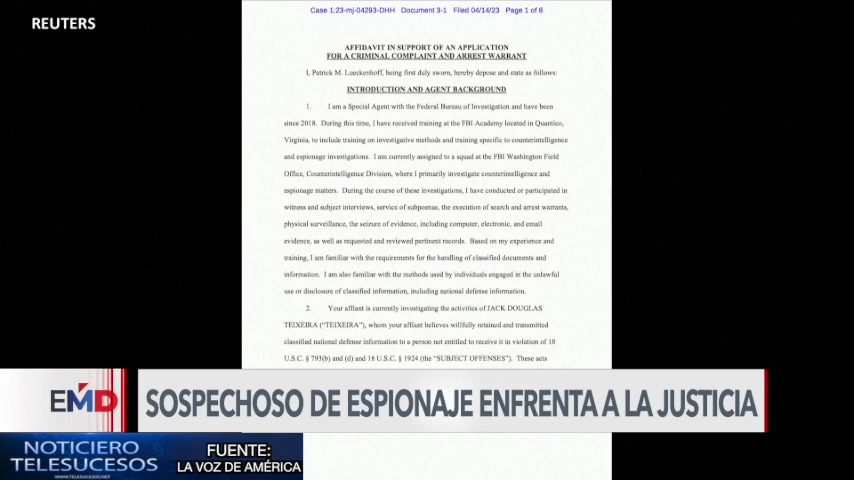 Case 1:23-mj-04293-DHH Document 3-1 Filed 04/14/23 Page 1 of 8
REUTERS
AFFIDAVIT IN SUPPORT OF AN APPLICATION
FOR A CRIMINAL COMPLAINT AND ARREST WARRANT
I, Patrick M. Lueckenhoff, being first duly sworn, hereby depose and state as follows:
INTRODUCTION AND AGENT BACKGROUND
1. I am a Special Agent with the Federal Bureau of Investigation and have been
since 2018. During this time, I have received training at the FBI Academy located in Quantico,
Virginia, to include training on investigative methods and training specific to counterintelligence
and espionage investigations. I am currently assigned to a squad at the FBI Washington Field
Office, Counterintelligence Division, where I primarily investigate counterintelligence and
espionage matters. During the course of these investigations, I have conducted or participated in
witness and subject interviews, service of subpoenas, the execution of search and arrest warrants,
physical surveillance, the seizure of evidence, including computer, electronic, and email
evidence, as well as requested and reviewed pertinent records. Based on my experience and
training, I am familiar with the requirements for the handling of classified documents and
information. I am also familiar with the methods used by individuals engaged in the unlawful
use or disclosure of classified information, including national defense information.
2. Your affiant is currently investigating the activities of JACK DOUGLAS
TEIXEIRA (“TEIXEIRA”), whom your affiant believes willfully retained and transmitted
classified national defense information to a person not entitled to receive it in violation of 18
U.S.C. § 793(b) and (d) and 18 U.S.C. § 1924 (the “SUBJECT OFFENSES”). These acts
EMD
SOSPECHOSO DE ESPIONAJE ENFRENTA A LA JUSTICIA
NOTICIERO
TELESUCESOS
WWW.TELESUCESOS.NET
FUENTE:
LA VOZ DE AMÉRICA